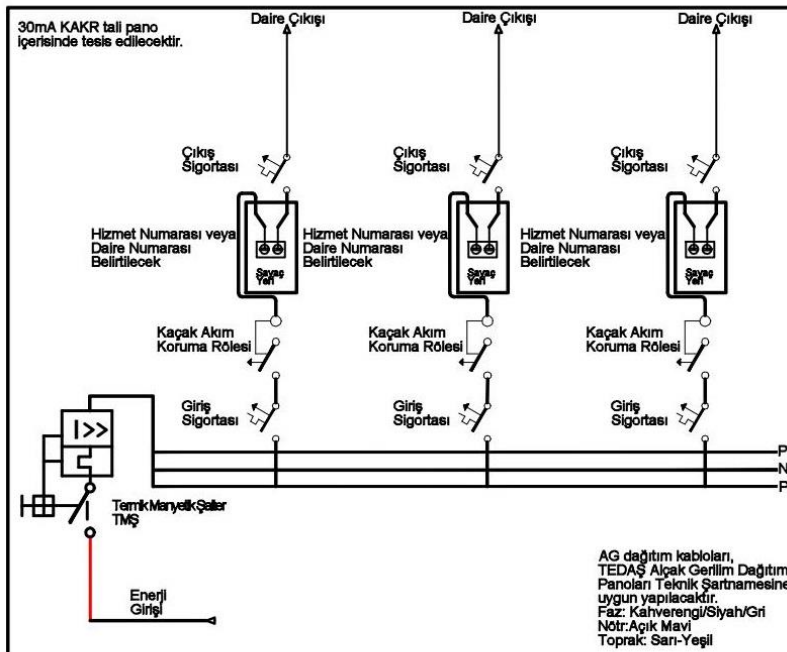 30mA KAKR tali pano
içerisinde tesis edilecektir.
Daire Çıkışı
Daire Çıkışı
Daire Çıkışı
Çıkış
Sigortası
Çıkış
Sigortası
Çıkış
Sigortası
Hizmet Numarası veya
Daire Numarası
Belirtilecek
Hizmet Numarası veya
Daire Numarası
Belirtilecek
Hizmet Numarası veya
Daire Numarası
Belirtilecek
Sayaç
Yeri
Sayaç
Yeri
Sayaç
Yeri
Kaçak Akım
Koruma Rölesi
Kaçak Akım
Koruma Rölesi
Kaçak Akım
Koruma Rölesi
Giriş
Sigortası
Giriş
Sigortası
Giriş
Sigortası
I>>
P
N
P
Termik Manyetik Şalter
TMŞ
Enerji
Girişi
AG dağıtım kabloları,
TEDAŞ Alçak Gerilim Dağıtım
Panoları Teknik Şartnamesine
uygun yapılacaktır.
Faz: Kahverengi/Siyah/Gri
Nötr:Açık Mavi
Toprak: Sarı-Yeşil